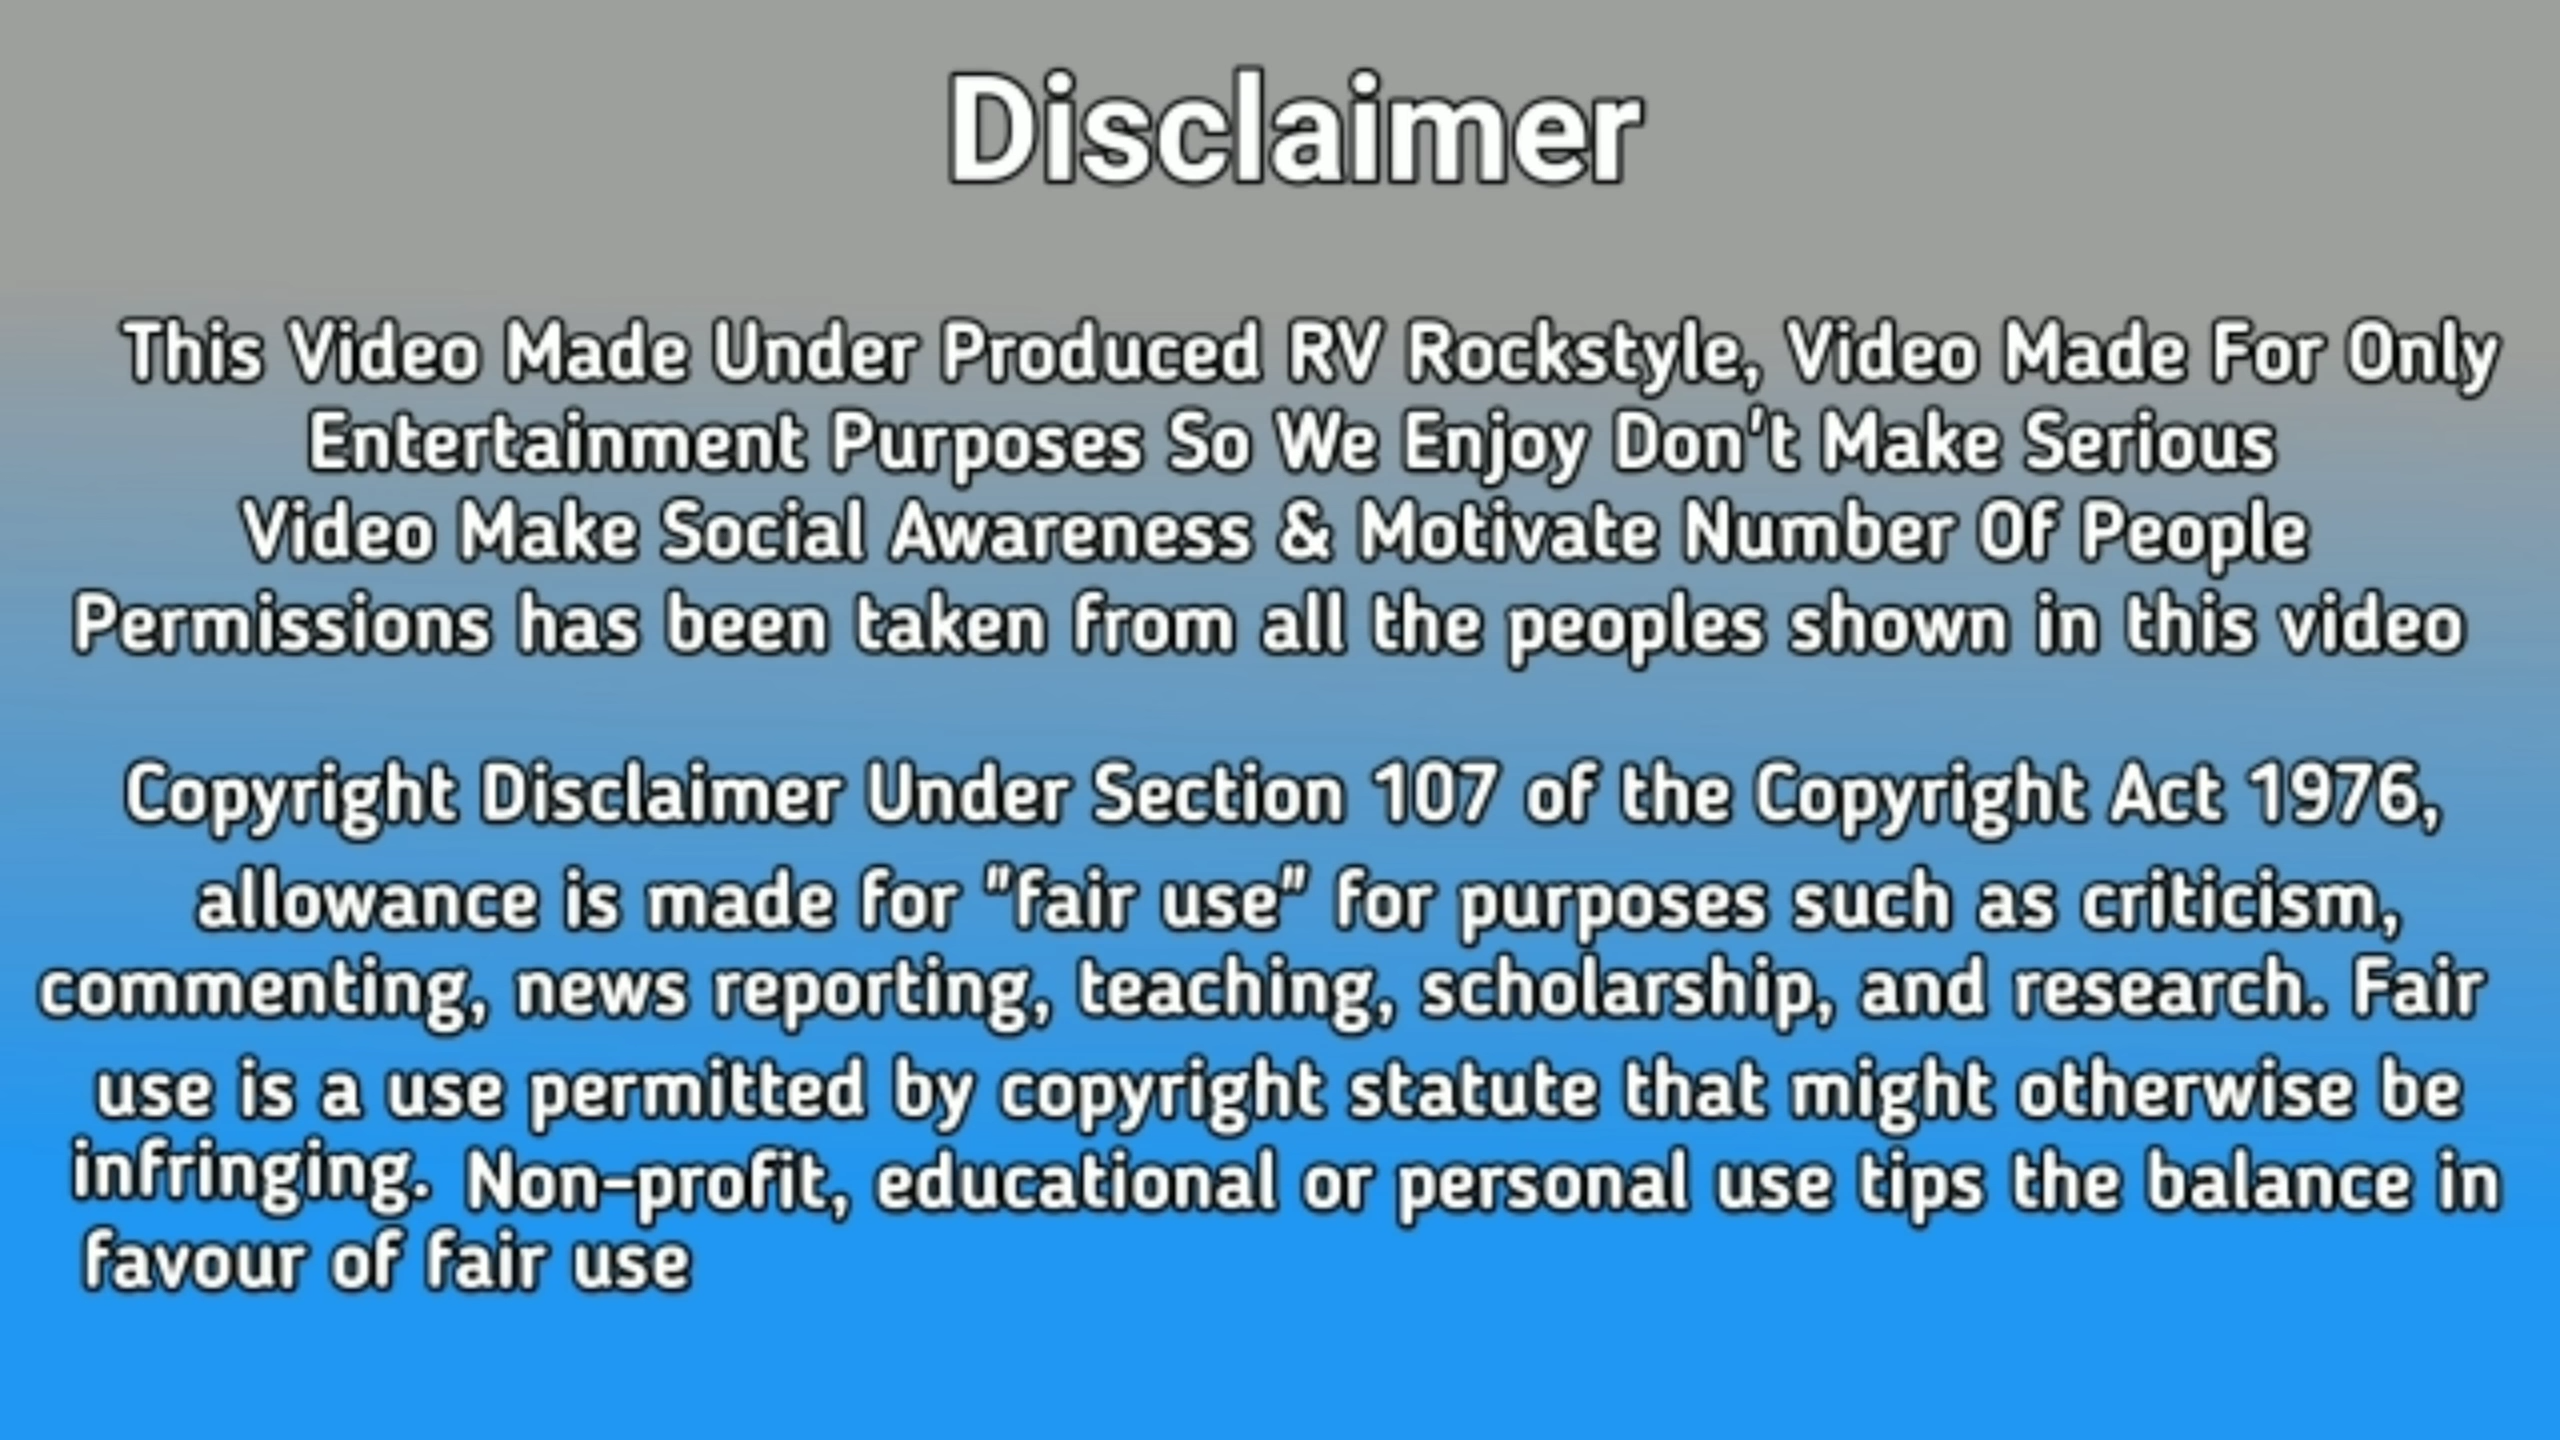 Disclaimer
This Video Made Under Produced RV Rockstyle, Video Made For Only
Entertainment Purposes So We Enjoy Don't Make Serious
Video Make Social Awareness & Motivate Number Of People
Permissions has been taken from all the peoples shown in this video
Copyright Disclaimer Under Section 107 of the Copyright Act 1976,
allowance is made for "fair use" for purposes such as criticism,
commenting, news reporting, teaching, scholarship, and research. Fair
use is a use permitted by copyright statute that might otherwise be
infringing. Non-profit, educational or personal use tips the balance in
favour of fair use